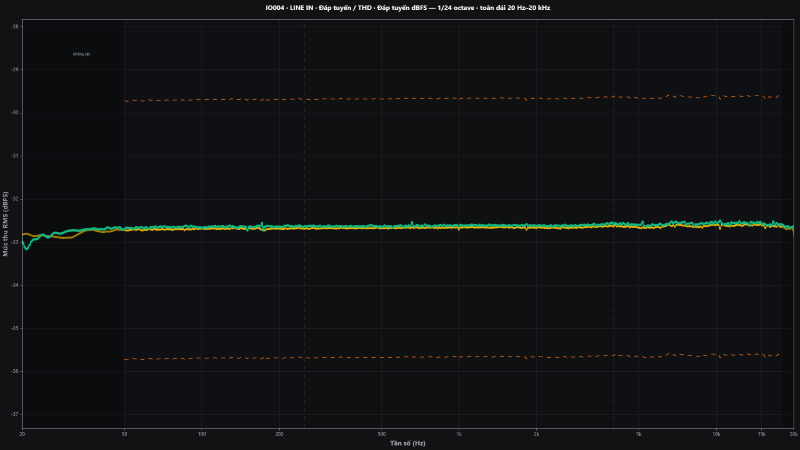 IO004 · LINE IN · Đáp tuyến / THD · Đáp tuyến dBFS — 1/24 octave · toàn dải 20 Hz–20 kHz
-28
không xét
-29
-30
-31
-32
-33
-34
-35
-36
-37
Mức thu RMS (dBFS)
20 50 100 200 500 1k 2k 5k 10k 15k 20k
Tần số (Hz)